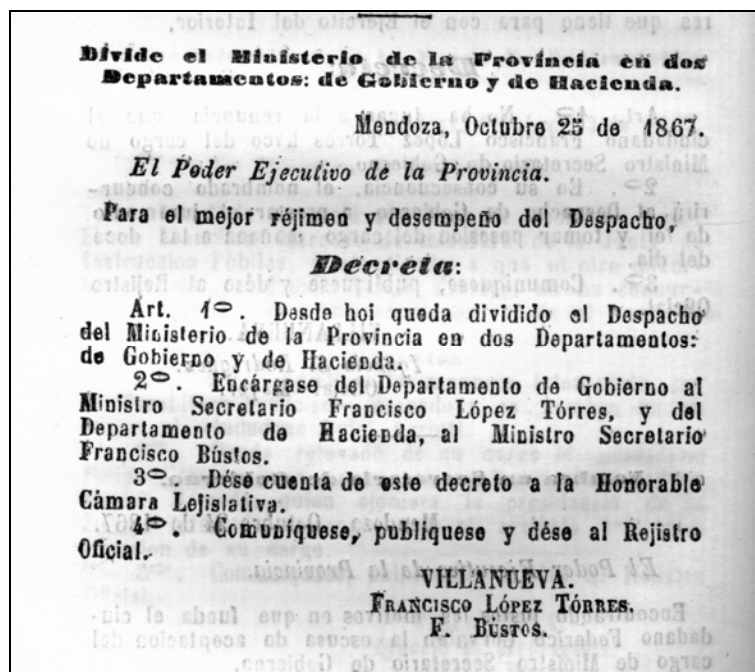 Divide el Ministerio de la Provincia en dos
Departamentos: de Gobierno y de Hacienda.
Mendoza, Octubre 25 de 1867.
El Poder Ejecutivo de la Provincia.
Para el mejor réjimen y desempeño del Despacho,
Decreta:
Art. 1º. Desde hoi queda dividido el Despacho
del Ministerio de la Provincia en dos Departamentos:
de Gobierno y de Hacienda.
2º. Encárgase del Departamento de Gobierno al
Ministro Secretario Francisco López Tórres, y del
Departamento de Hacienda, al Ministro Secretario
Francisco Bústos.
3º Dése cuenta de este decreto a la Honorable
Cámara Lejislativa.
4º. Comuníquese, publíquese y dése al Rejistro
Oficial.
VILLANUEVA.
FRANCISCO LÓPEZ TÓRRES.
F. BÚSTOS.